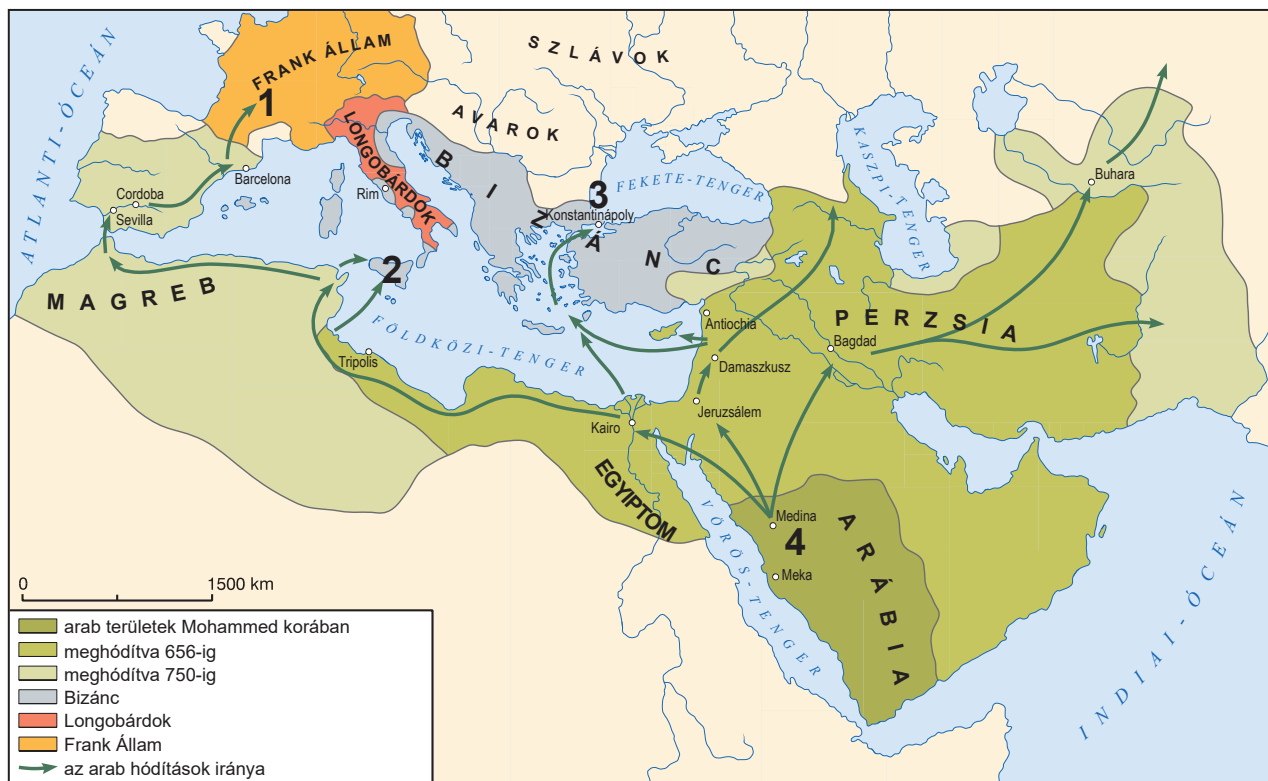 ATLANTI-ÓCEÁN
FRANK ÁLLAM
1
SZLÁVOK
AVAROK
LONGOBÁRDOK
BIZÁNC
KASZPI-TENGER
FEKETE-TENGER
3
Konstantinápoly
Barcelona
Cordoba
Sevilla
Rim
Buhara
2
MAGREB
FÖLDKÖZI-TENGER
Tripolis
Antiochia
PERZSIA
Bagdad
Damaszkusz
Jeruzsálem
Kairo
EGYIPTOM
VÖRÖS-TENGER
Medina
4
Meka
ARÁBIA
INDIAI-ÓCEÁN
0 1500 km
arab területek Mohammed korában
meghódítva 656-ig
meghódítva 750-ig
Bizánc
Longobárdok
Frank Állam
az arab hódítások iránya